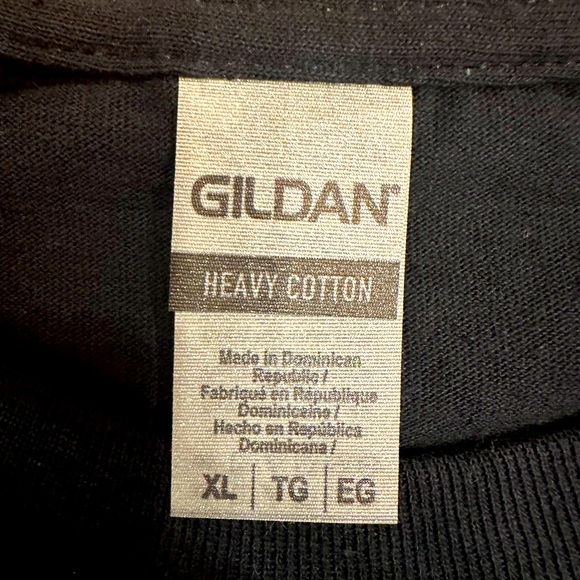 GILDAN®
HEAVY COTTON
Made in Dominican
Republic /
Fabriqué en République
Dominicaine /
Hecho en República
Dominicana /
XL | TG | EG